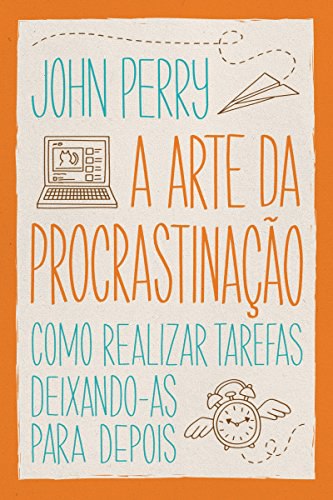 JOHN PERRY
A ARTE DA
PROCRASTINAÇÃO
COMO REALIZAR TAREFAS
DEIXANDO-AS
PARA DEPOIS